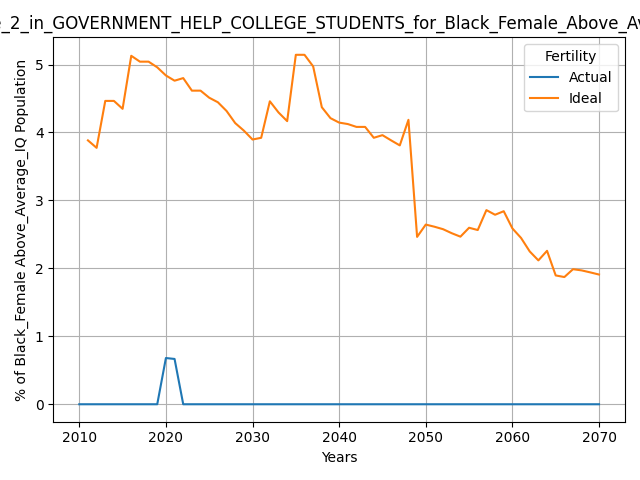 _2_in_GOVERNMENT_HELP_COLLEGE_STUDENTS_for_Black_Female_Above_Av
% of Black_Female Above_Average_IQ Population
Fertility
Actual
Ideal
5
4
3
2
1
0
2010 2020 2030 2040 2050 2060 2070
Years